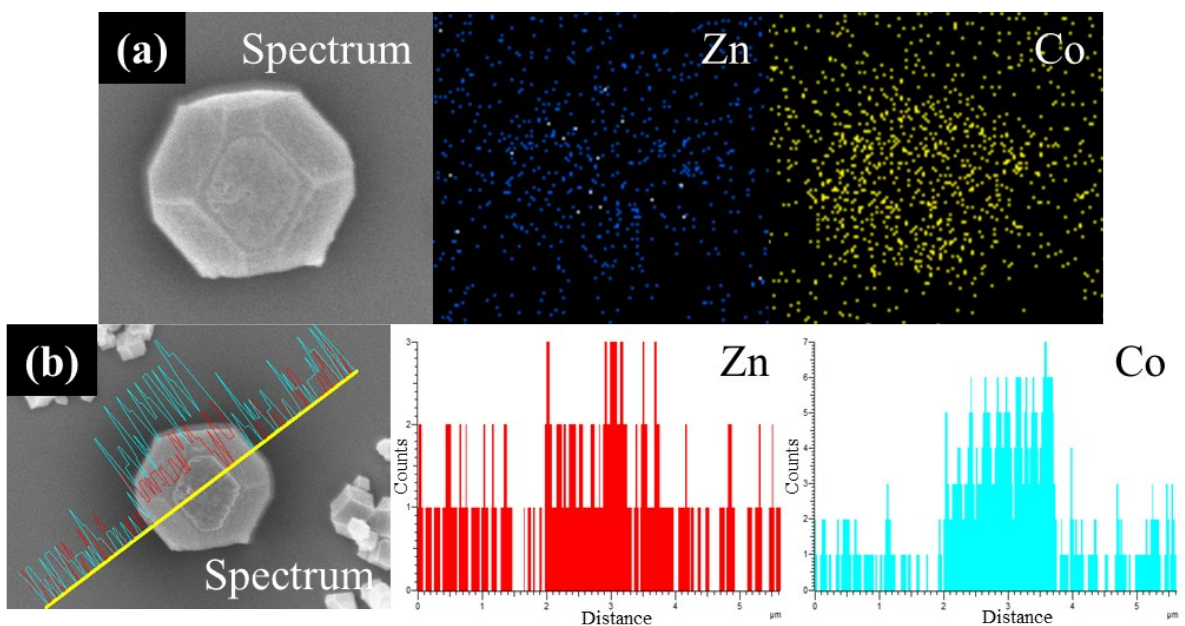 (a) Spectrum Zn Co
(b) Spectrum
Zn
Counts
3
2
1
0
0 1 2 3 4 5 μm
Distance
Co
Counts
7
6
5
4
3
2
1
0
0 1 2 3 4 5 μm
Distance